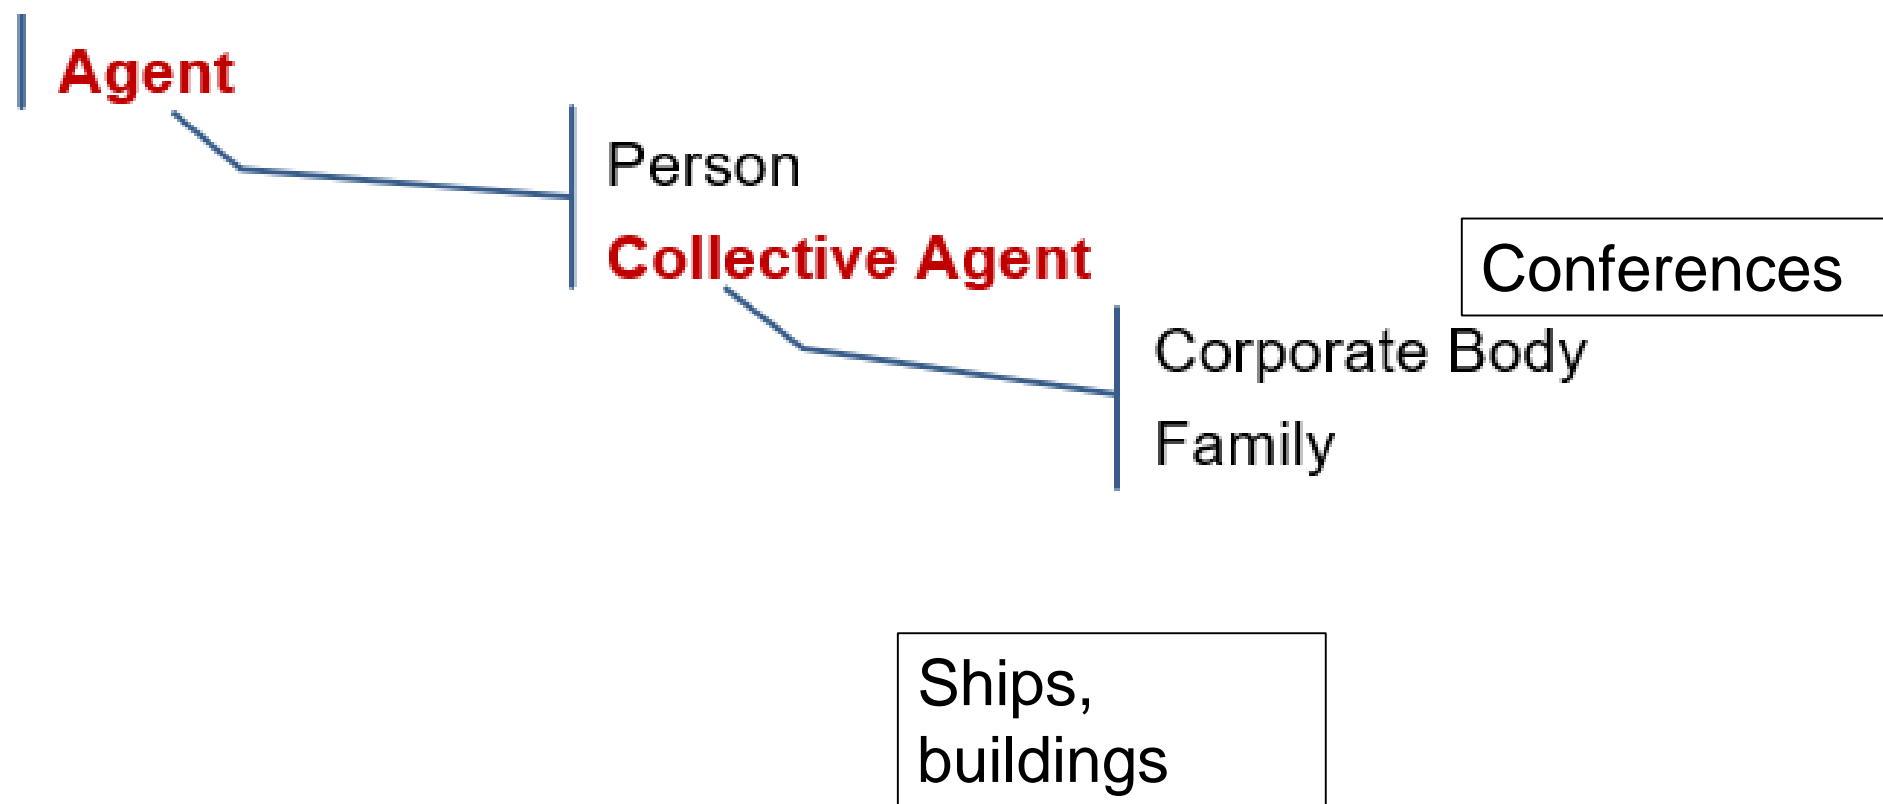 Agent
Person
Collective Agent
Conferences
Corporate Body
Family
Ships,
buildings